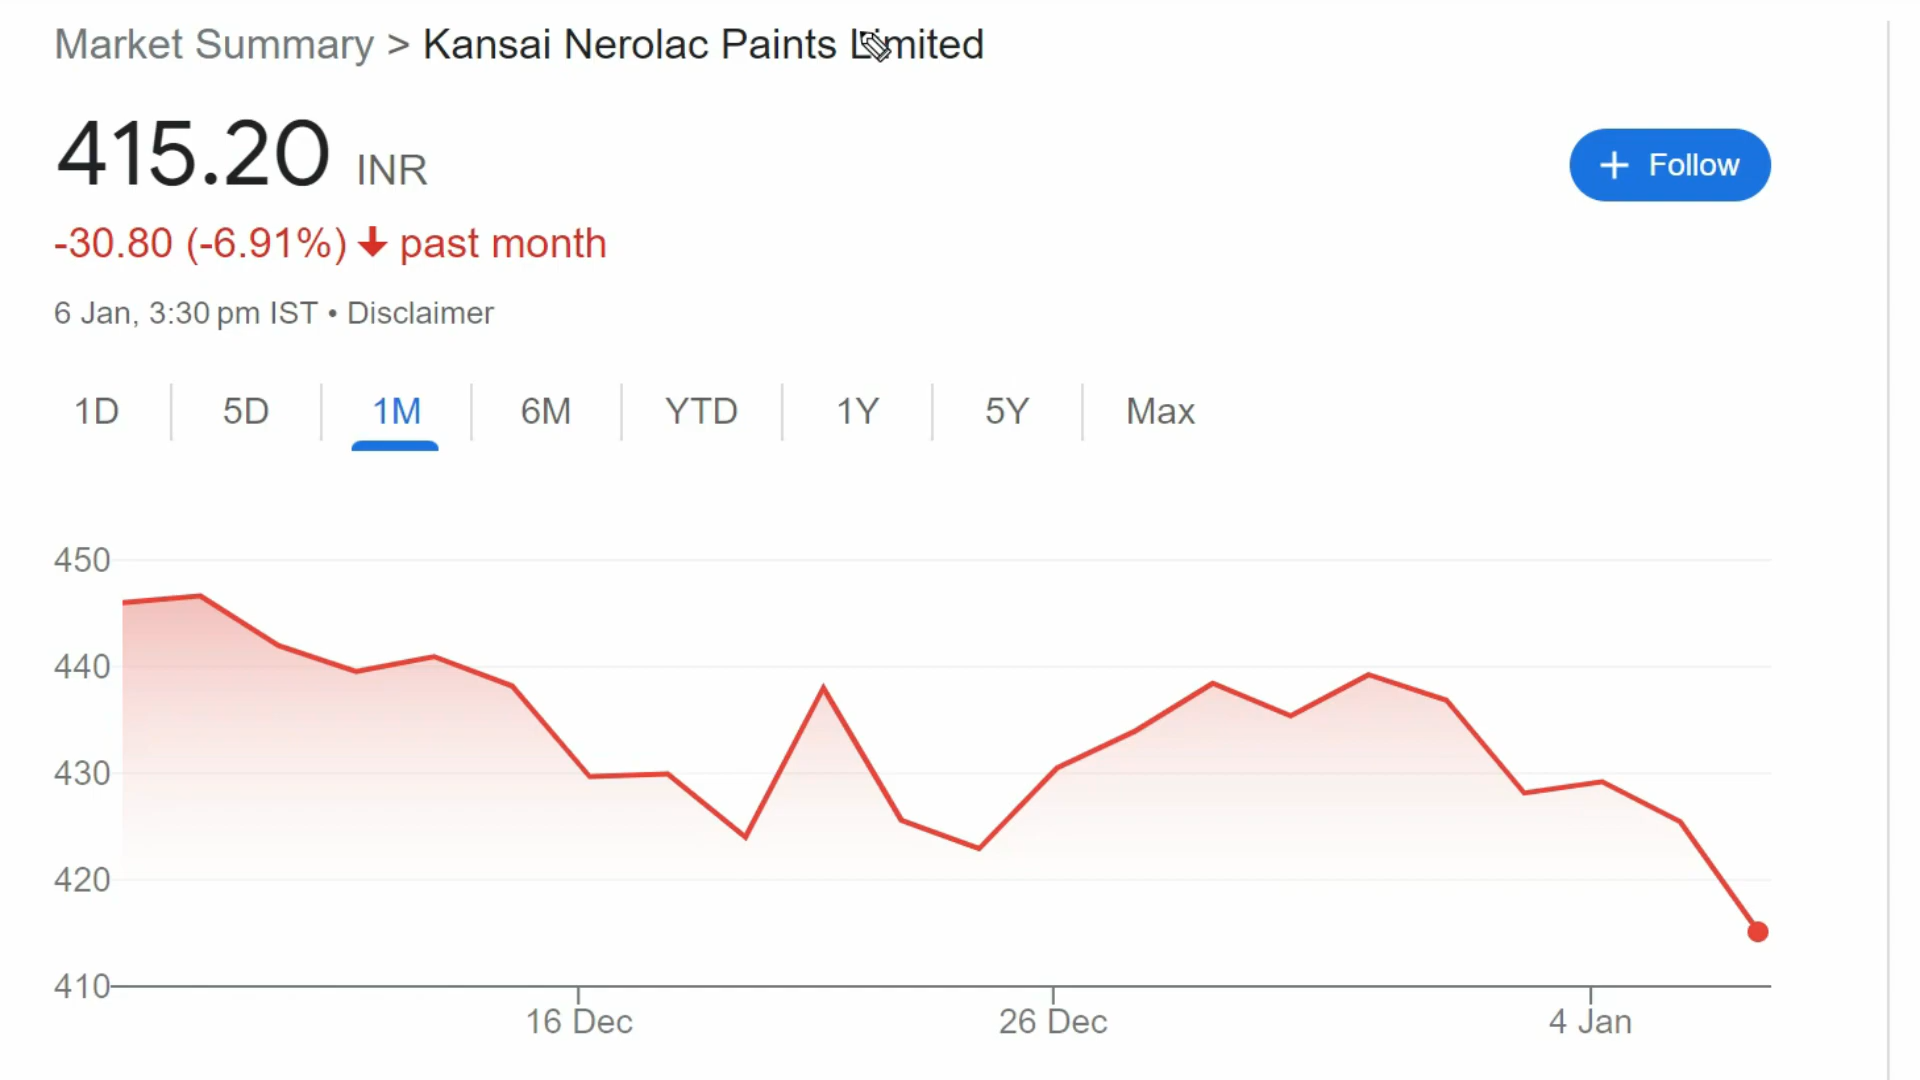 Market Summary > Kansai Nerolac Paints Limited
415.20 INR
+ Follow
-30.80 (-6.91%) ↓ past month
6 Jan, 3:30 pm IST • Disclaimer
1D 5D 1M 6M YTD 1Y 5Y Max
450
440
430
420
410
16 Dec 26 Dec 4 Jan